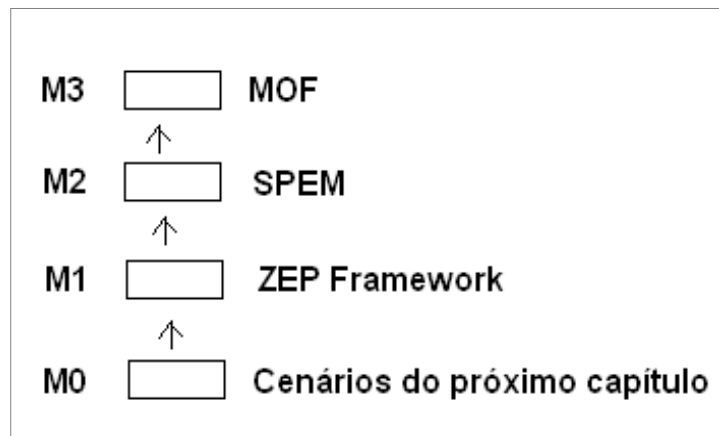 M3 MOF
M2 SPEM
M1 ZEP Framework
M0 Cenários do próximo capítulo